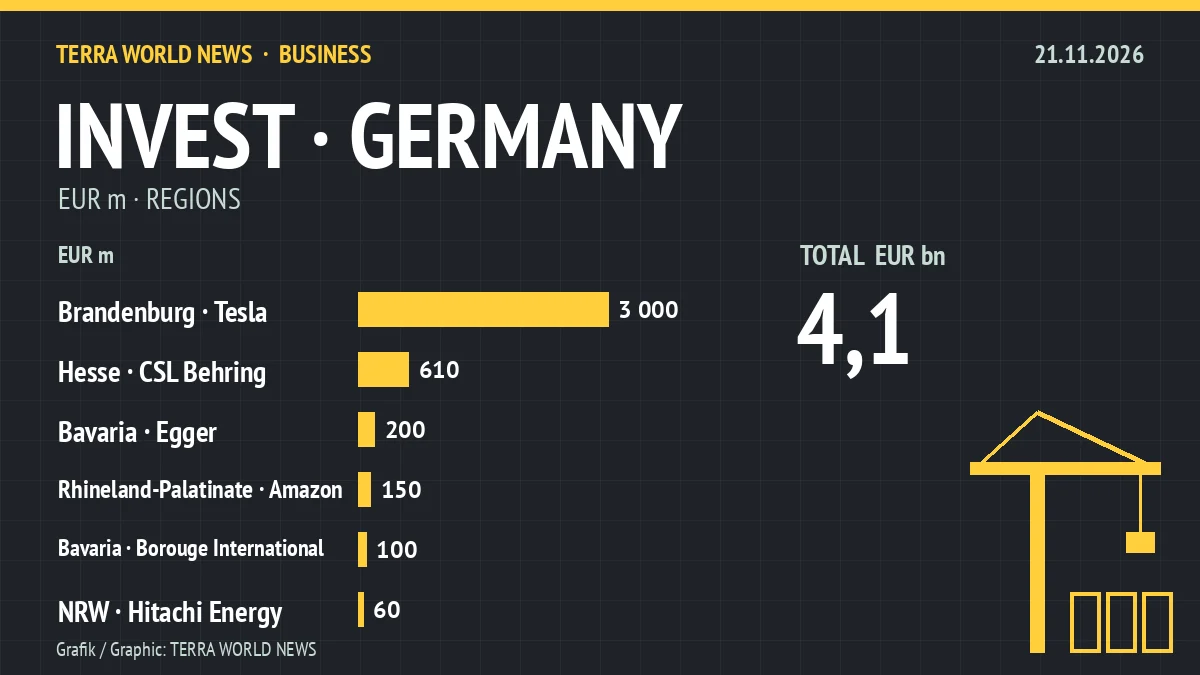 TERRA WORLD NEWS · BUSINESS
21.11.2026
INVEST · GERMANY
EUR m · REGIONS
EUR m
TOTAL EUR bn
4,1
Brandenburg · Tesla 3 000
Hesse · CSL Behring 610
Bavaria · Egger 200
Rhineland-Palatinate · Amazon 150
Bavaria · Borouge International 100
NRW · Hitachi Energy 60
Grafik / Graphic: TERRA WORLD NEWS